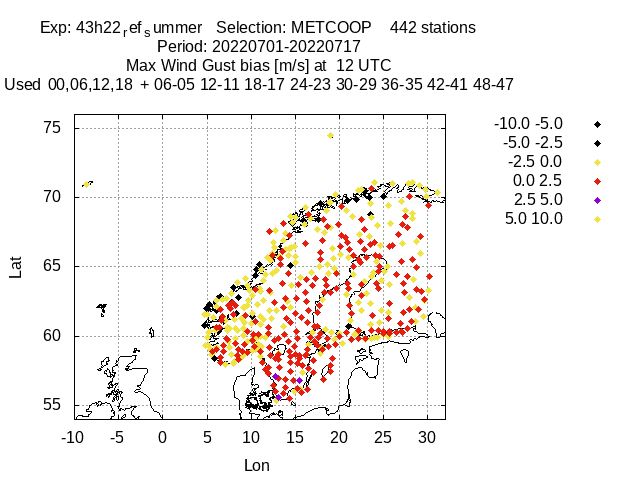 Exp: 43h22refsummer Selection: METCOOP 442 stations
Period: 20220701-20220717
Max Wind Gust bias [m/s] at 12 UTC
Used 00,06,12,18 + 06-05 12-11 18-17 24-23 30-29 36-35 42-41 48-47
-10.0 -5.0
-5.0 -2.5
-2.5 0.0
0.0 2.5
2.5 5.0
5.0 10.0
75
70
65
60
55
Lat
-10 -5 0 5 10 15 20 25 30
Lon